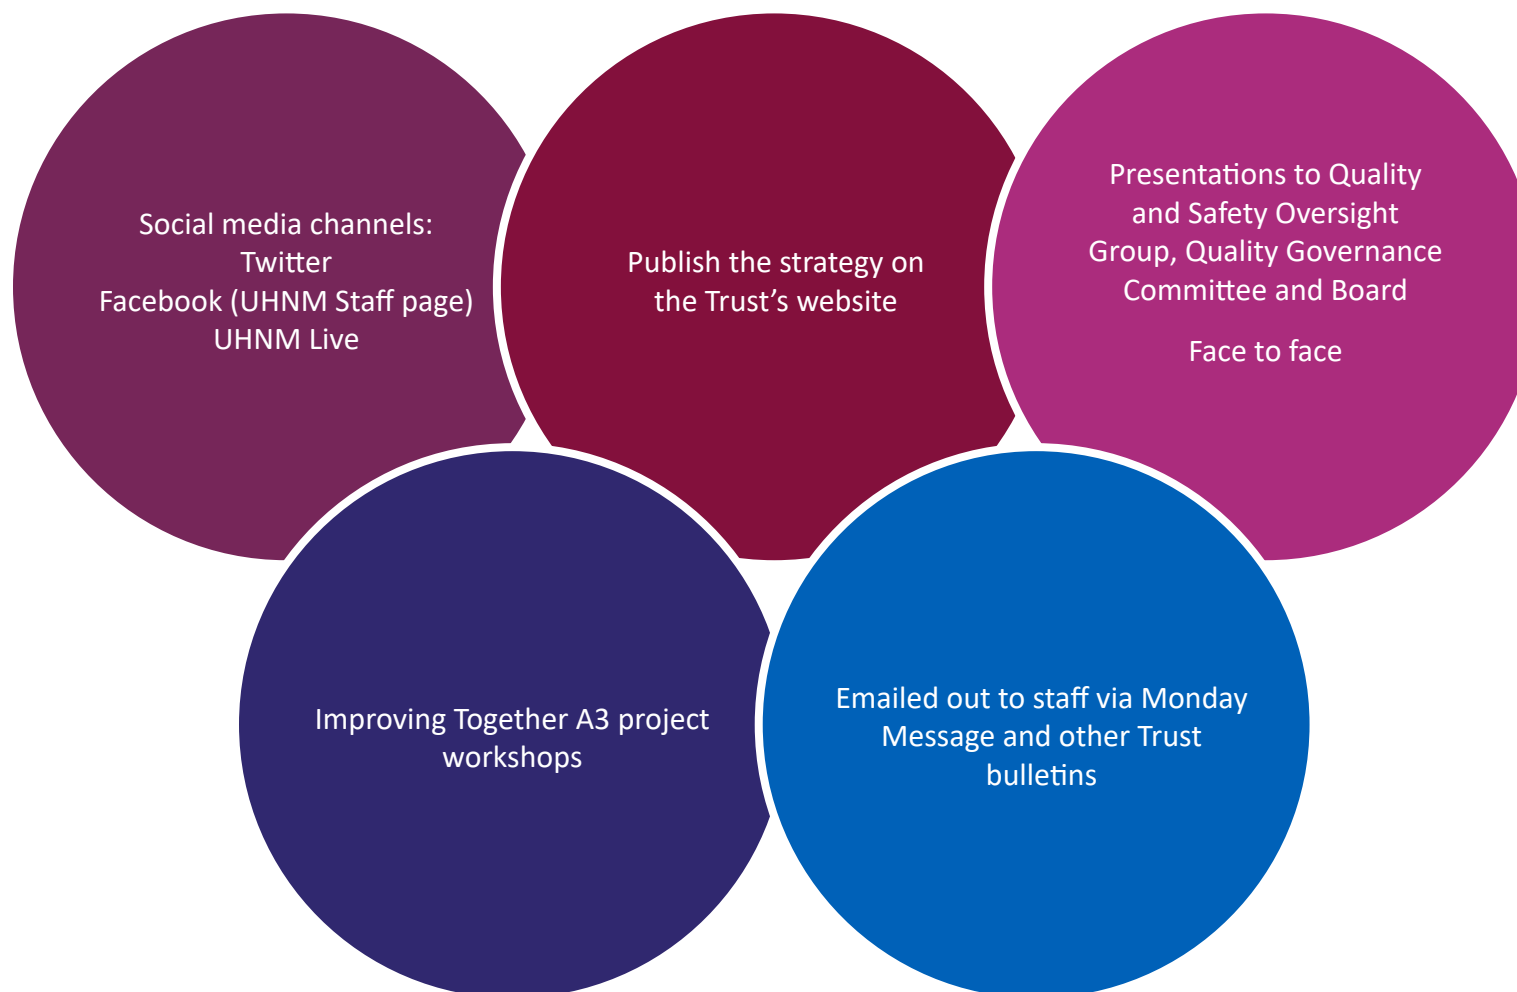 Social media channels:
Twitter
Facebook (UHNM Staff page)
UHNM Live
Publish the strategy on
the Trust’s website
Presentations to Quality
and Safety Oversight
Group, Quality Governance
Committee and Board
Face to face
Improving Together A3 project
workshops
Emailed out to staff via Monday
Message and other Trust
bulletins